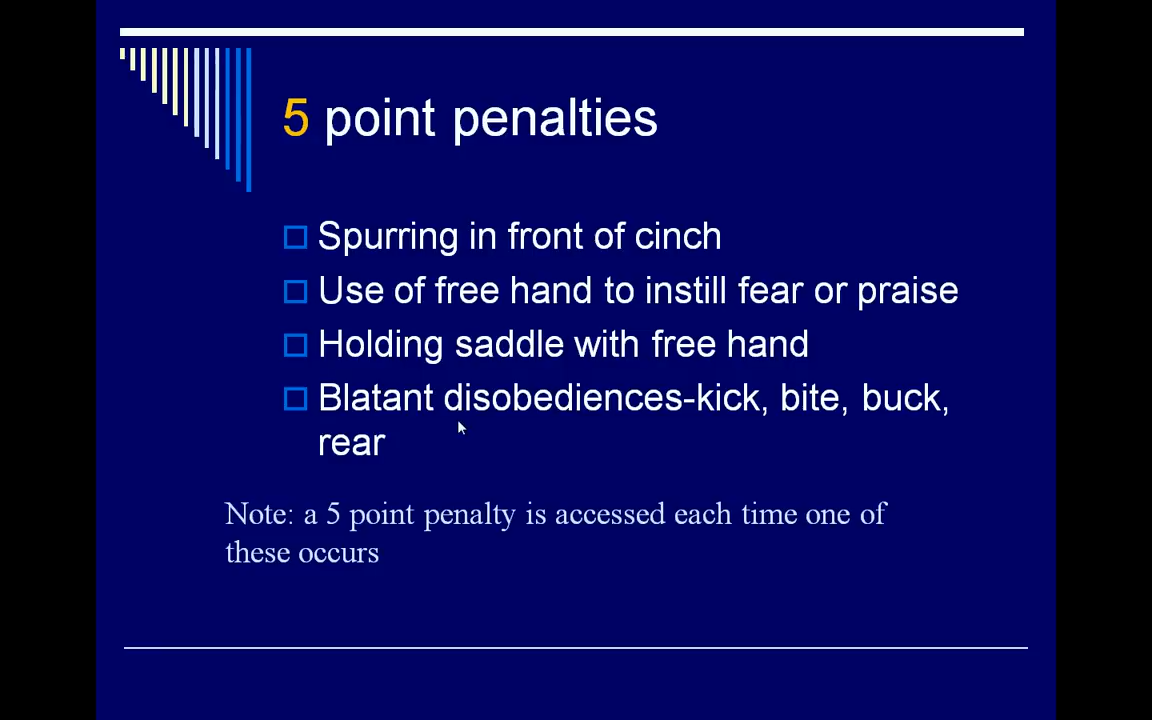 5 point penalties
Spurring in front of cinch
Use of free hand to instill fear or praise
Holding saddle with free hand
Blatant disobediences-kick, bite, buck,
rear
Note: a 5 point penalty is accessed each time one of
these occurs